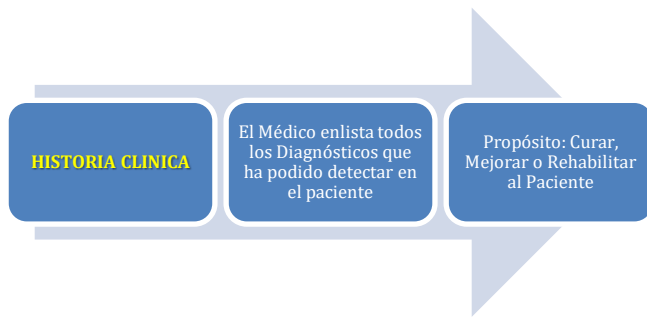 HISTORIA CLINICA
El Médico enlista todos
los Diagnósticos que
ha podido detectar en
el paciente
Propósito: Curar,
Mejorar o Rehabilitar
al Paciente